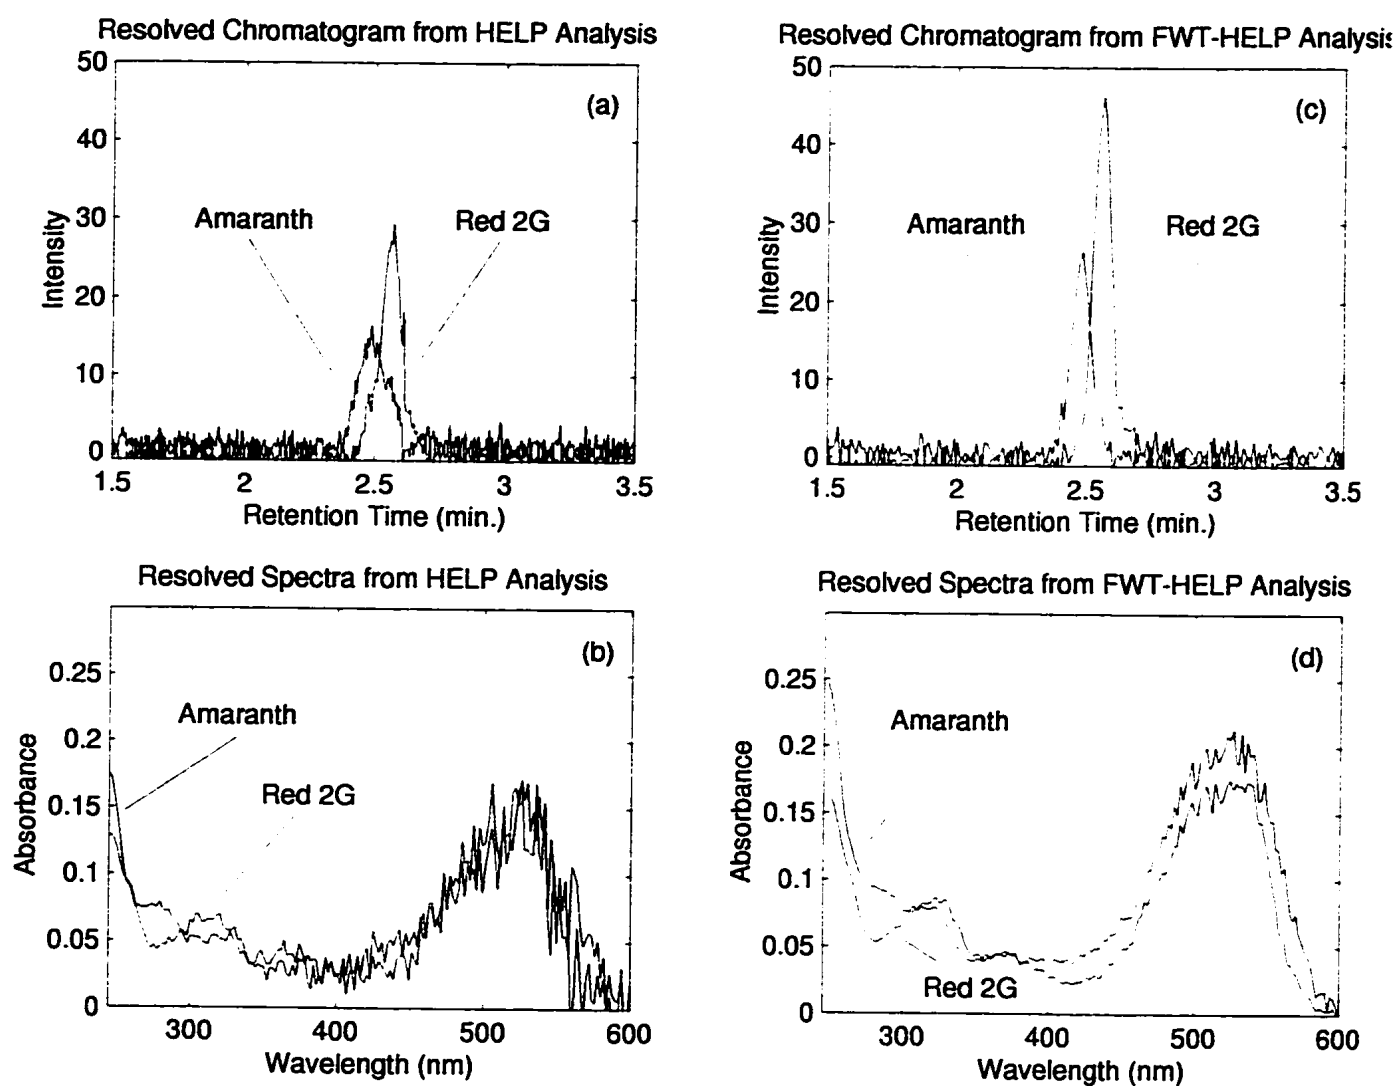 Resolved Chromatogram from HELP Analysis
50
40
30
20
10
0
Intensity
(a)
Amaranth
Red 2G
1.5
2
2.5
3
3.5
Retention Time (min.)
Resolved Chromatogram from FWT-HELP Analysis
50
40
30
20
10
0
Intensity
(c)
Amaranth
Red 2G
1.5
2
2.5
3
3.5
Retention Time (min.)
Resolved Spectra from HELP Analysis
0.25
0.2
0.15
0.1
0.05
0
Absorbance
(b)
Amaranth
Red 2G
300
400
500
600
Wavelength (nm)
Resolved Spectra from FWT-HELP Analysis
0.25
0.2
0.15
0.1
0.05
0
Absorbance
(d)
Amaranth
Red 2G
300
400
500
600
Wavelength (nm)